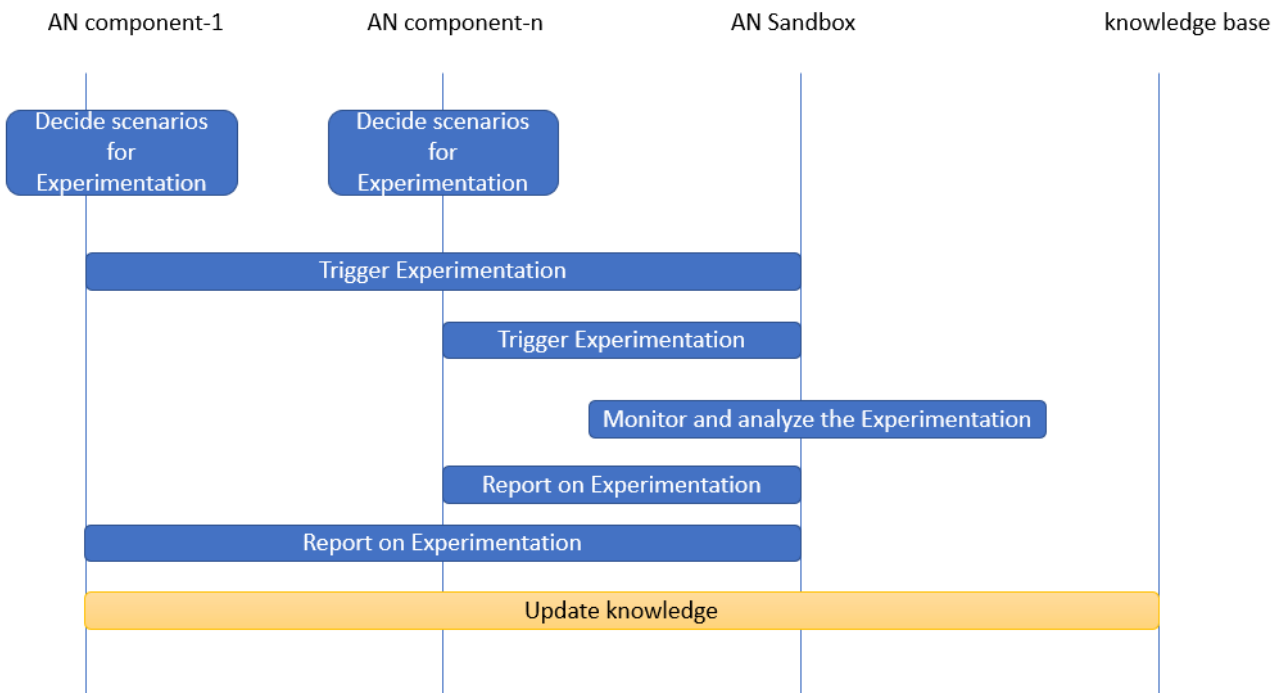 AN component-1
AN component-n
AN Sandbox
knowledge base
Decide scenarios
for
Experimentation
Decide scenarios
for
Experimentation
Trigger Experimentation
Trigger Experimentation
Monitor and analyze the Experimentation
Report on Experimentation
Report on Experimentation
Update knowledge